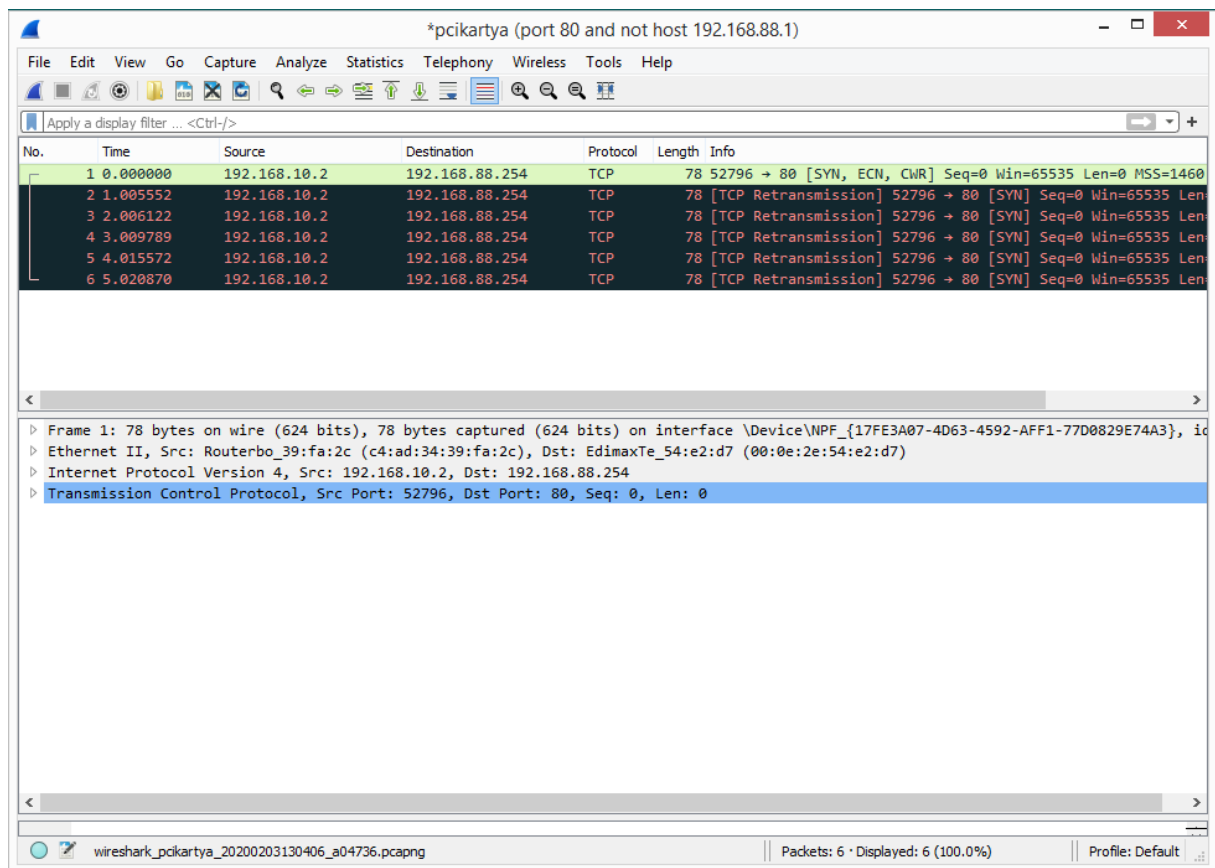 *pcikartya (port 80 and not host 192.168.88.1)
File Edit View Go Capture Analyze Statistics Telephony Wireless Tools Help
Apply a display filter ... <Ctrl-/>
No. Time Source Destination Protocol Length Info
1 0.000000 192.168.10.2 192.168.88.254 TCP 78 52796 → 80 [SYN, ECN, CWR] Seq=0 Win=65535 Len=0 MSS=1460
2 1.005552 192.168.10.2 192.168.88.254 TCP 78 [TCP Retransmission] 52796 → 80 [SYN] Seq=0 Win=65535 Len
3 2.006122 192.168.10.2 192.168.88.254 TCP 78 [TCP Retransmission] 52796 → 80 [SYN] Seq=0 Win=65535 Len
4 3.009789 192.168.10.2 192.168.88.254 TCP 78 [TCP Retransmission] 52796 → 80 [SYN] Seq=0 Win=65535 Len
5 4.015572 192.168.10.2 192.168.88.254 TCP 78 [TCP Retransmission] 52796 → 80 [SYN] Seq=0 Win=65535 Len
6 5.020870 192.168.10.2 192.168.88.254 TCP 78 [TCP Retransmission] 52796 → 80 [SYN] Seq=0 Win=65535 Len
Frame 1: 78 bytes on wire (624 bits), 78 bytes captured (624 bits) on interface \Device\NPF_{17FE3A07-4D63-4592-AFF1-77D0829E74A3}, id
Ethernet II, Src: Routerbo_39:fa:2c (c4:ad:34:39:fa:2c), Dst: EdimaxTe_54:e2:d7 (00:0e:2e:54:e2:d7)
Internet Protocol Version 4, Src: 192.168.10.2, Dst: 192.168.88.254
Transmission Control Protocol, Src Port: 52796, Dst Port: 80, Seq: 0, Len: 0
wireshark_pcikartya_20200203130406_a04736.pcapng Packets: 6 · Displayed: 6 (100.0%) Profile: Default